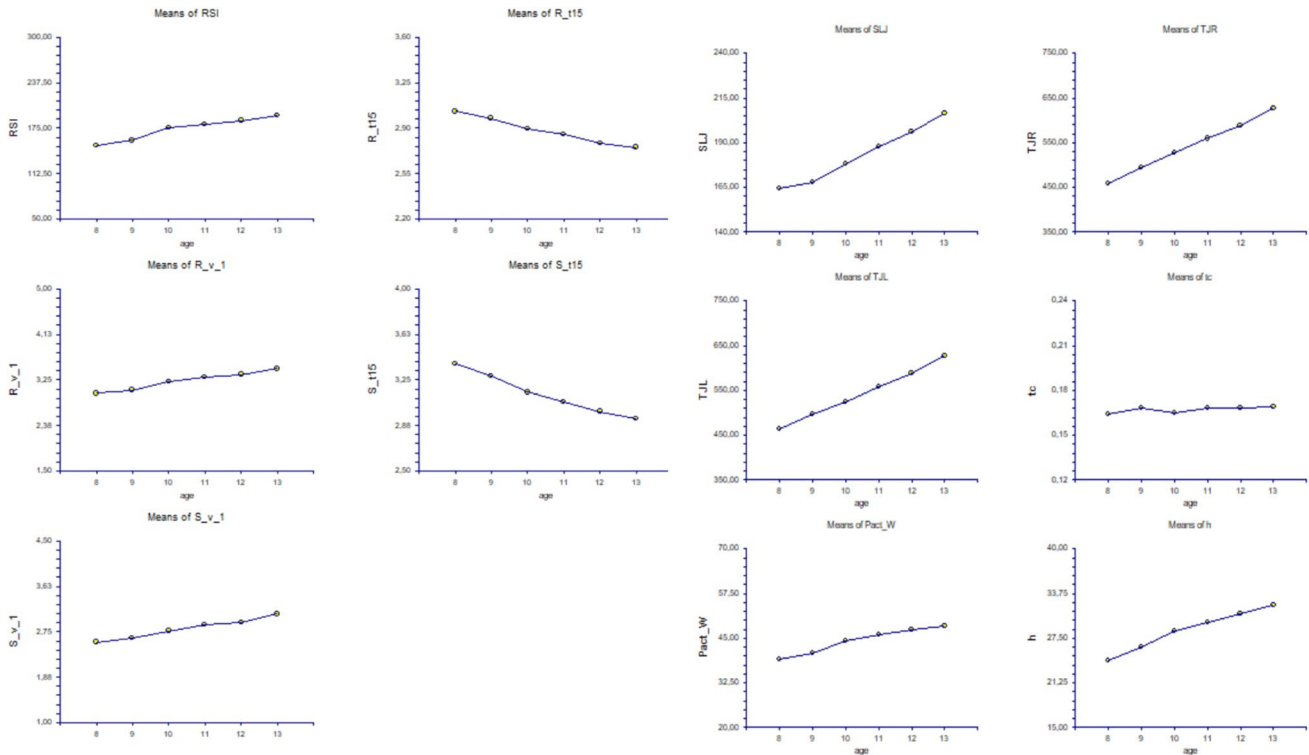 Means of RSI
300,00
237,50
175,00
112,50
50,00
RSI
8 9 10 11 12 13
age
Means of R_t15
3,60
3,25
2,90
2,55
2,20
R_t15
8 9 10 11 12 13
age
Means of SLJ
240,00
215,00
190,00
165,00
140,00
SLJ
8 9 10 11 12 13
age
Means of TJR
750,00
650,00
550,00
450,00
350,00
TJR
8 9 10 11 12 13
age
Means of R_v_1
5,00
4,13
3,25
2,38
1,50
R_v_1
8 9 10 11 12 13
age
Means of S_t15
4,00
3,63
3,25
2,88
2,50
S_t15
8 9 10 11 12 13
age
Means of TJL
750,00
650,00
550,00
450,00
350,00
TJL
8 9 10 11 12 13
age
Means of tc
0,24
0,21
0,18
0,15
0,12
tc
8 9 10 11 12 13
age
Means of S_v_1
4,50
3,63
2,75
1,88
1,00
S_v_1
8 9 10 11 12 13
age
Means of Pact_W
70,00
57,50
45,00
32,50
20,00
Pact_W
8 9 10 11 12 13
age
Means of h
40,00
33,75
27,50
21,25
15,00
h
8 9 10 11 12 13
age